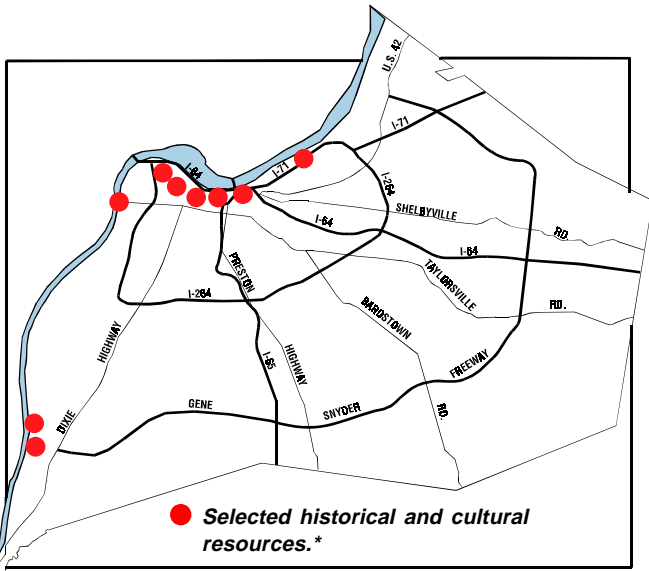 U.S. 42
I-71
I-64
I-71
I-264
SHELBYVILLE
RD.
I-64
I-64
PRESTON
TAYLORSVILLE
RD.
I-264
BARDSTOWN
HIGHWAY
I-65
HIGHWAY
FREEWAY
GENE
SNYDER
RD.
DIXIE
Selected historical and cultural
resources.*